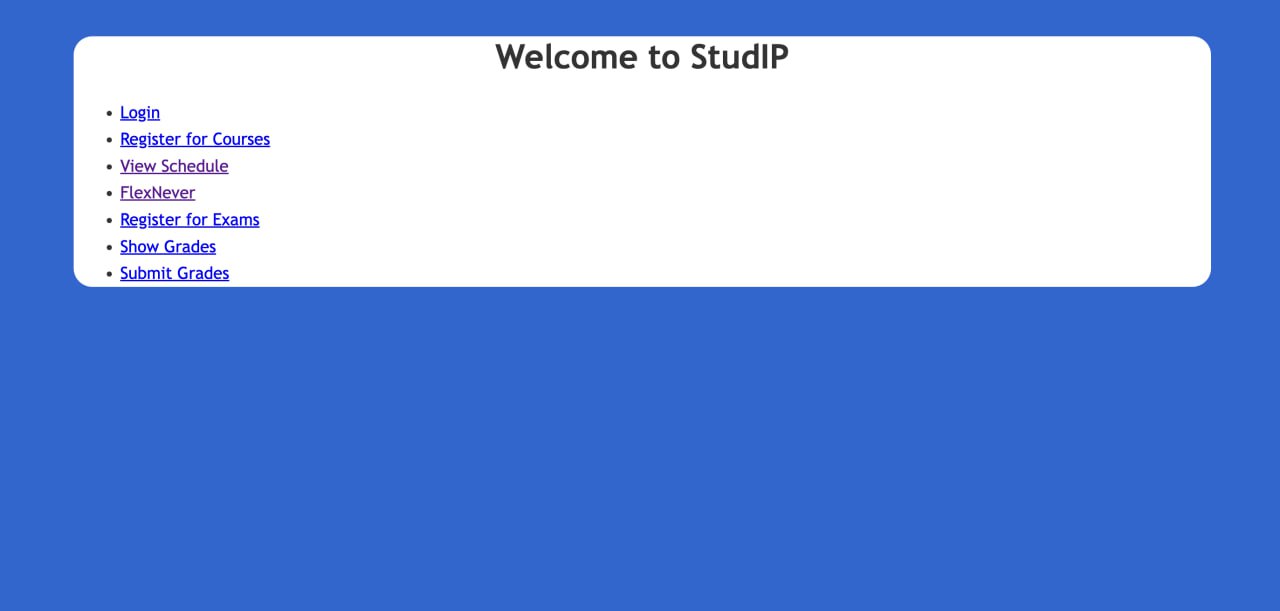 Welcome to StudIP
Login
Register for Courses
View Schedule
FlexNever
Register for Exams
Show Grades
Submit Grades